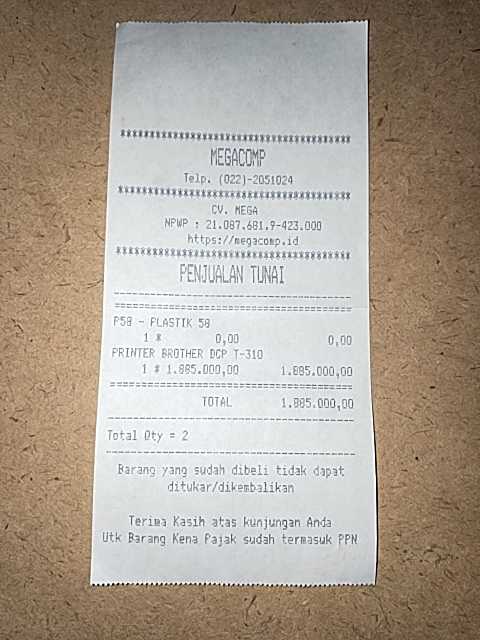 ***********************************
MEGACOMP
Telp. (022)-2051024
***********************************
CV. MEGA
NPWP : 21.087.681.9-423.000
https://megacomp.id
***********************************
PENJUALAN TUNAI
-----------------------------------
===================================
P58 - PLASTIK 58
1 * 0,00 0,00
PRINTER BROTHER DCP T-310
1 * 1.885.000,00 1.885.000,00
===================================
TOTAL 1.885.000,00
-----------------------------------
Total Qty = 2
-----------------------------------
Barang yang sudah dibeli tidak dapat
ditukar/dikembalikan
Terima Kasih atas kunjungan Anda
Utk Barang Kena Pajak sudah termasuk PPN